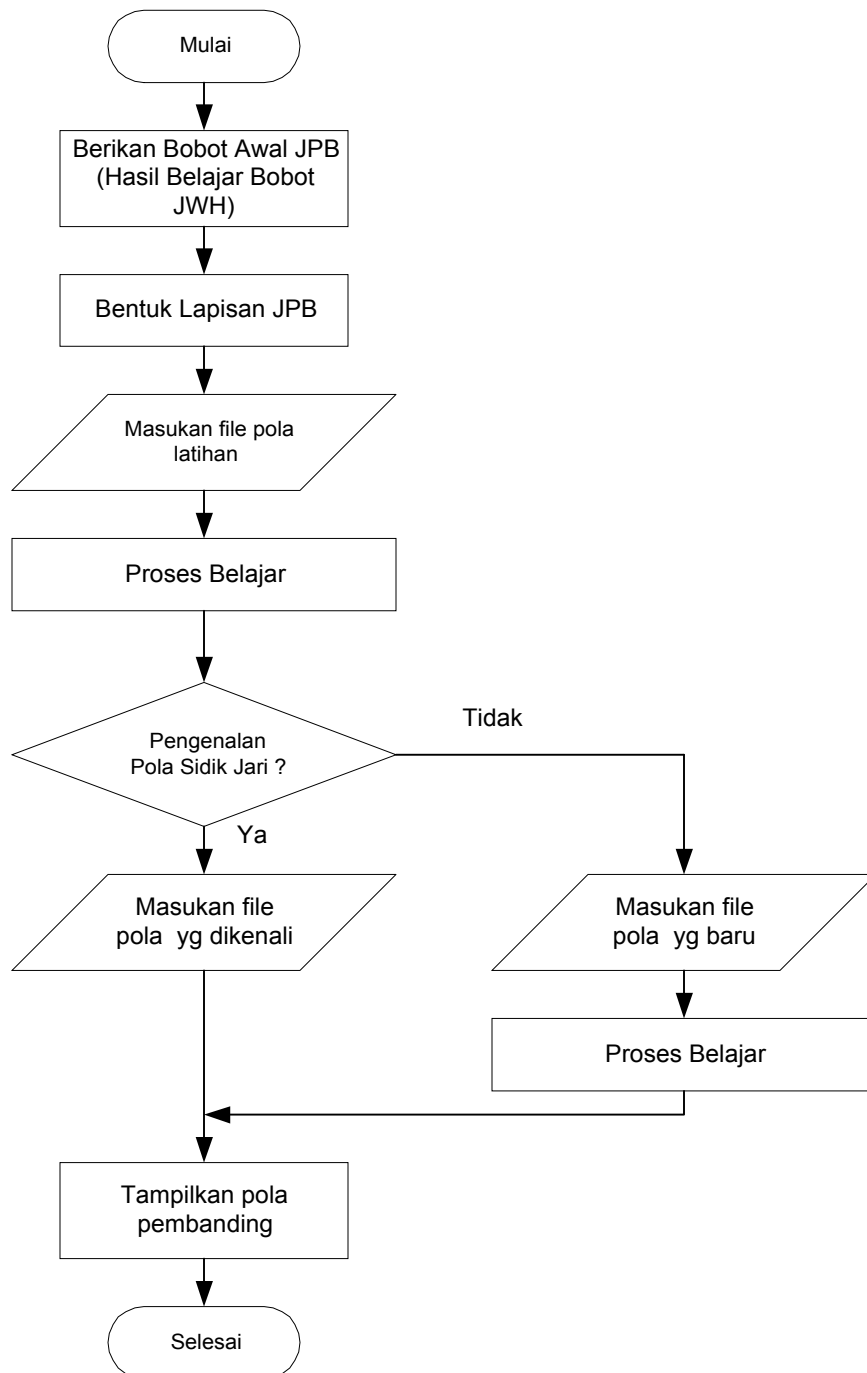 Mulai
Berikan Bobot Awal JPB
(Hasil Belajar Bobot
JWH)
Bentuk Lapisan JPB
Masukan file pola
latihan
Proses Belajar
Pengenalan
Pola Sidik Jari ?
Tidak
Ya
Masukan file
pola yg dikenali
Masukan file
pola yg baru
Proses Belajar
Tampilkan pola
pembanding
Selesai